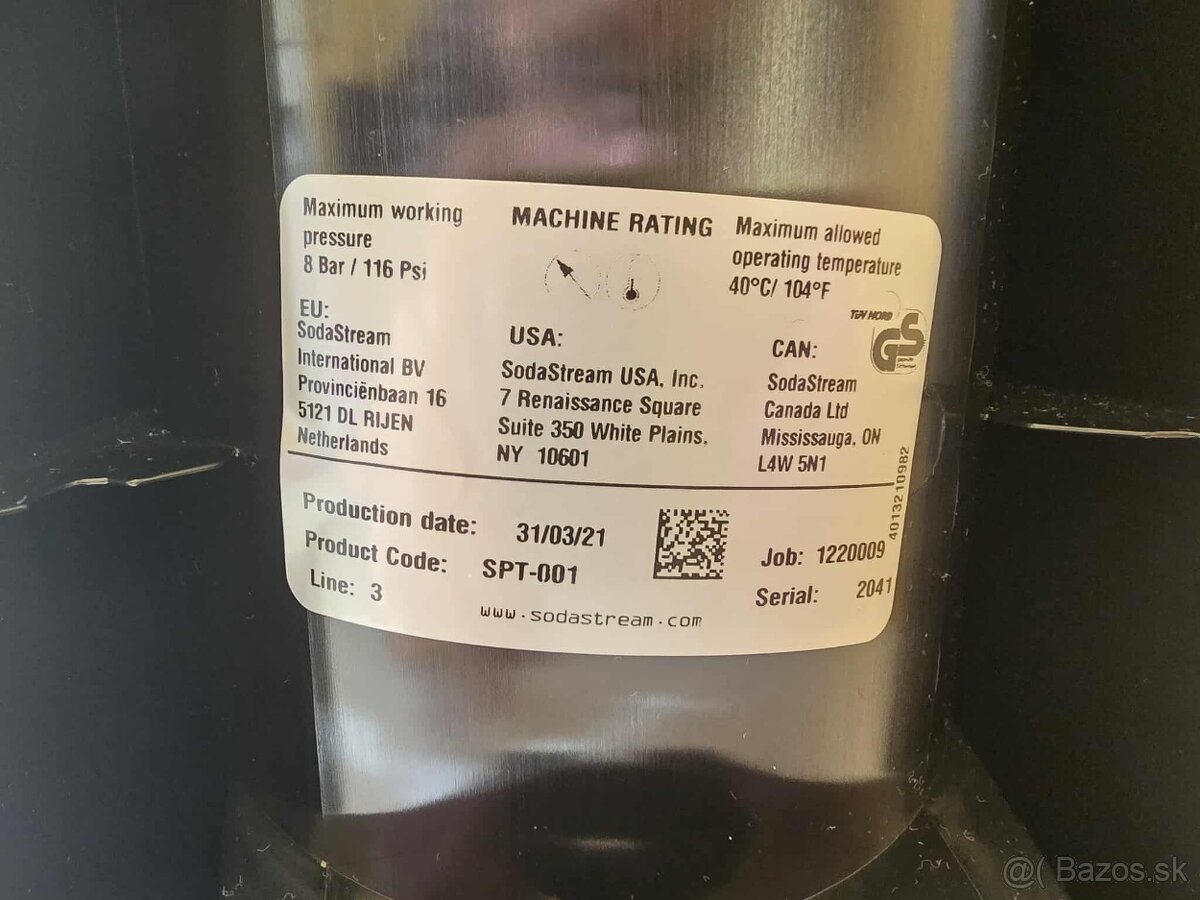 Maximum working
pressure
8 Bar / 116 Psi
MACHINE RATING
Maximum allowed
operating temperature
40°C/ 104°F
EU:
SodaStream
International BV
Provinciënbaan 16
5121 DL RIJEN
Netherlands
USA:
SodaStream USA, Inc.
7 Renaissance Square
Suite 350 White Plains,
NY 10601
TÜV NORD
GS
CAN:
SodaStream
Canada Ltd
Mississauga, ON
L4W 5N1
4013210982
Production date: 31/03/21
Product Code: SPT-001
Line: 3
Job: 1220009
Serial: 2041
www.sodastream.com
@( Bazos.sk